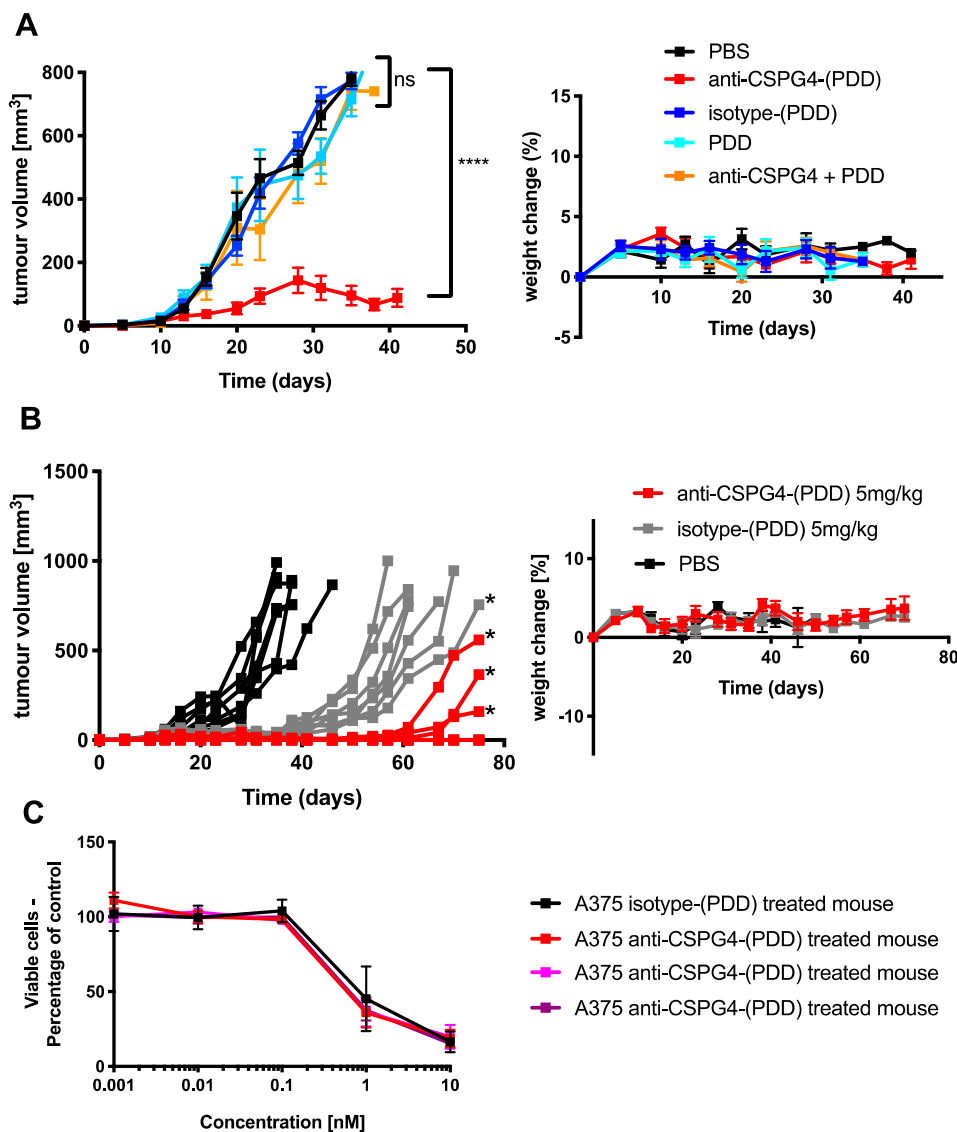 A
tumour volume [mm³]
800
600
400
200
0
0 10 20 30 40 50
Time (days)
ns
****
PBS
anti-CSPG4-(PDD)
isotype-(PDD)
PDD
anti-CSPG4 + PDD
weight change (%)
10
5
0
-5
10 20 30 40
Time (days)
B
tumour volume [mm³]
1500
1000
500
0
0 20 40 60 80
Time (days)
*
*
*
*
anti-CSPG4-(PDD) 5mg/kg
isotype-(PDD) 5mg/kg
PBS
weight change [%]
10
0
-10
20 40 60 80
Time (days)
C
Viable cells -
Percentage of control
150
100
50
0
0.001 0.01 0.1 1 10
Concentration [nM]
A375 isotype-(PDD) treated mouse
A375 anti-CSPG4-(PDD) treated mouse
A375 anti-CSPG4-(PDD) treated mouse
A375 anti-CSPG4-(PDD) treated mouse